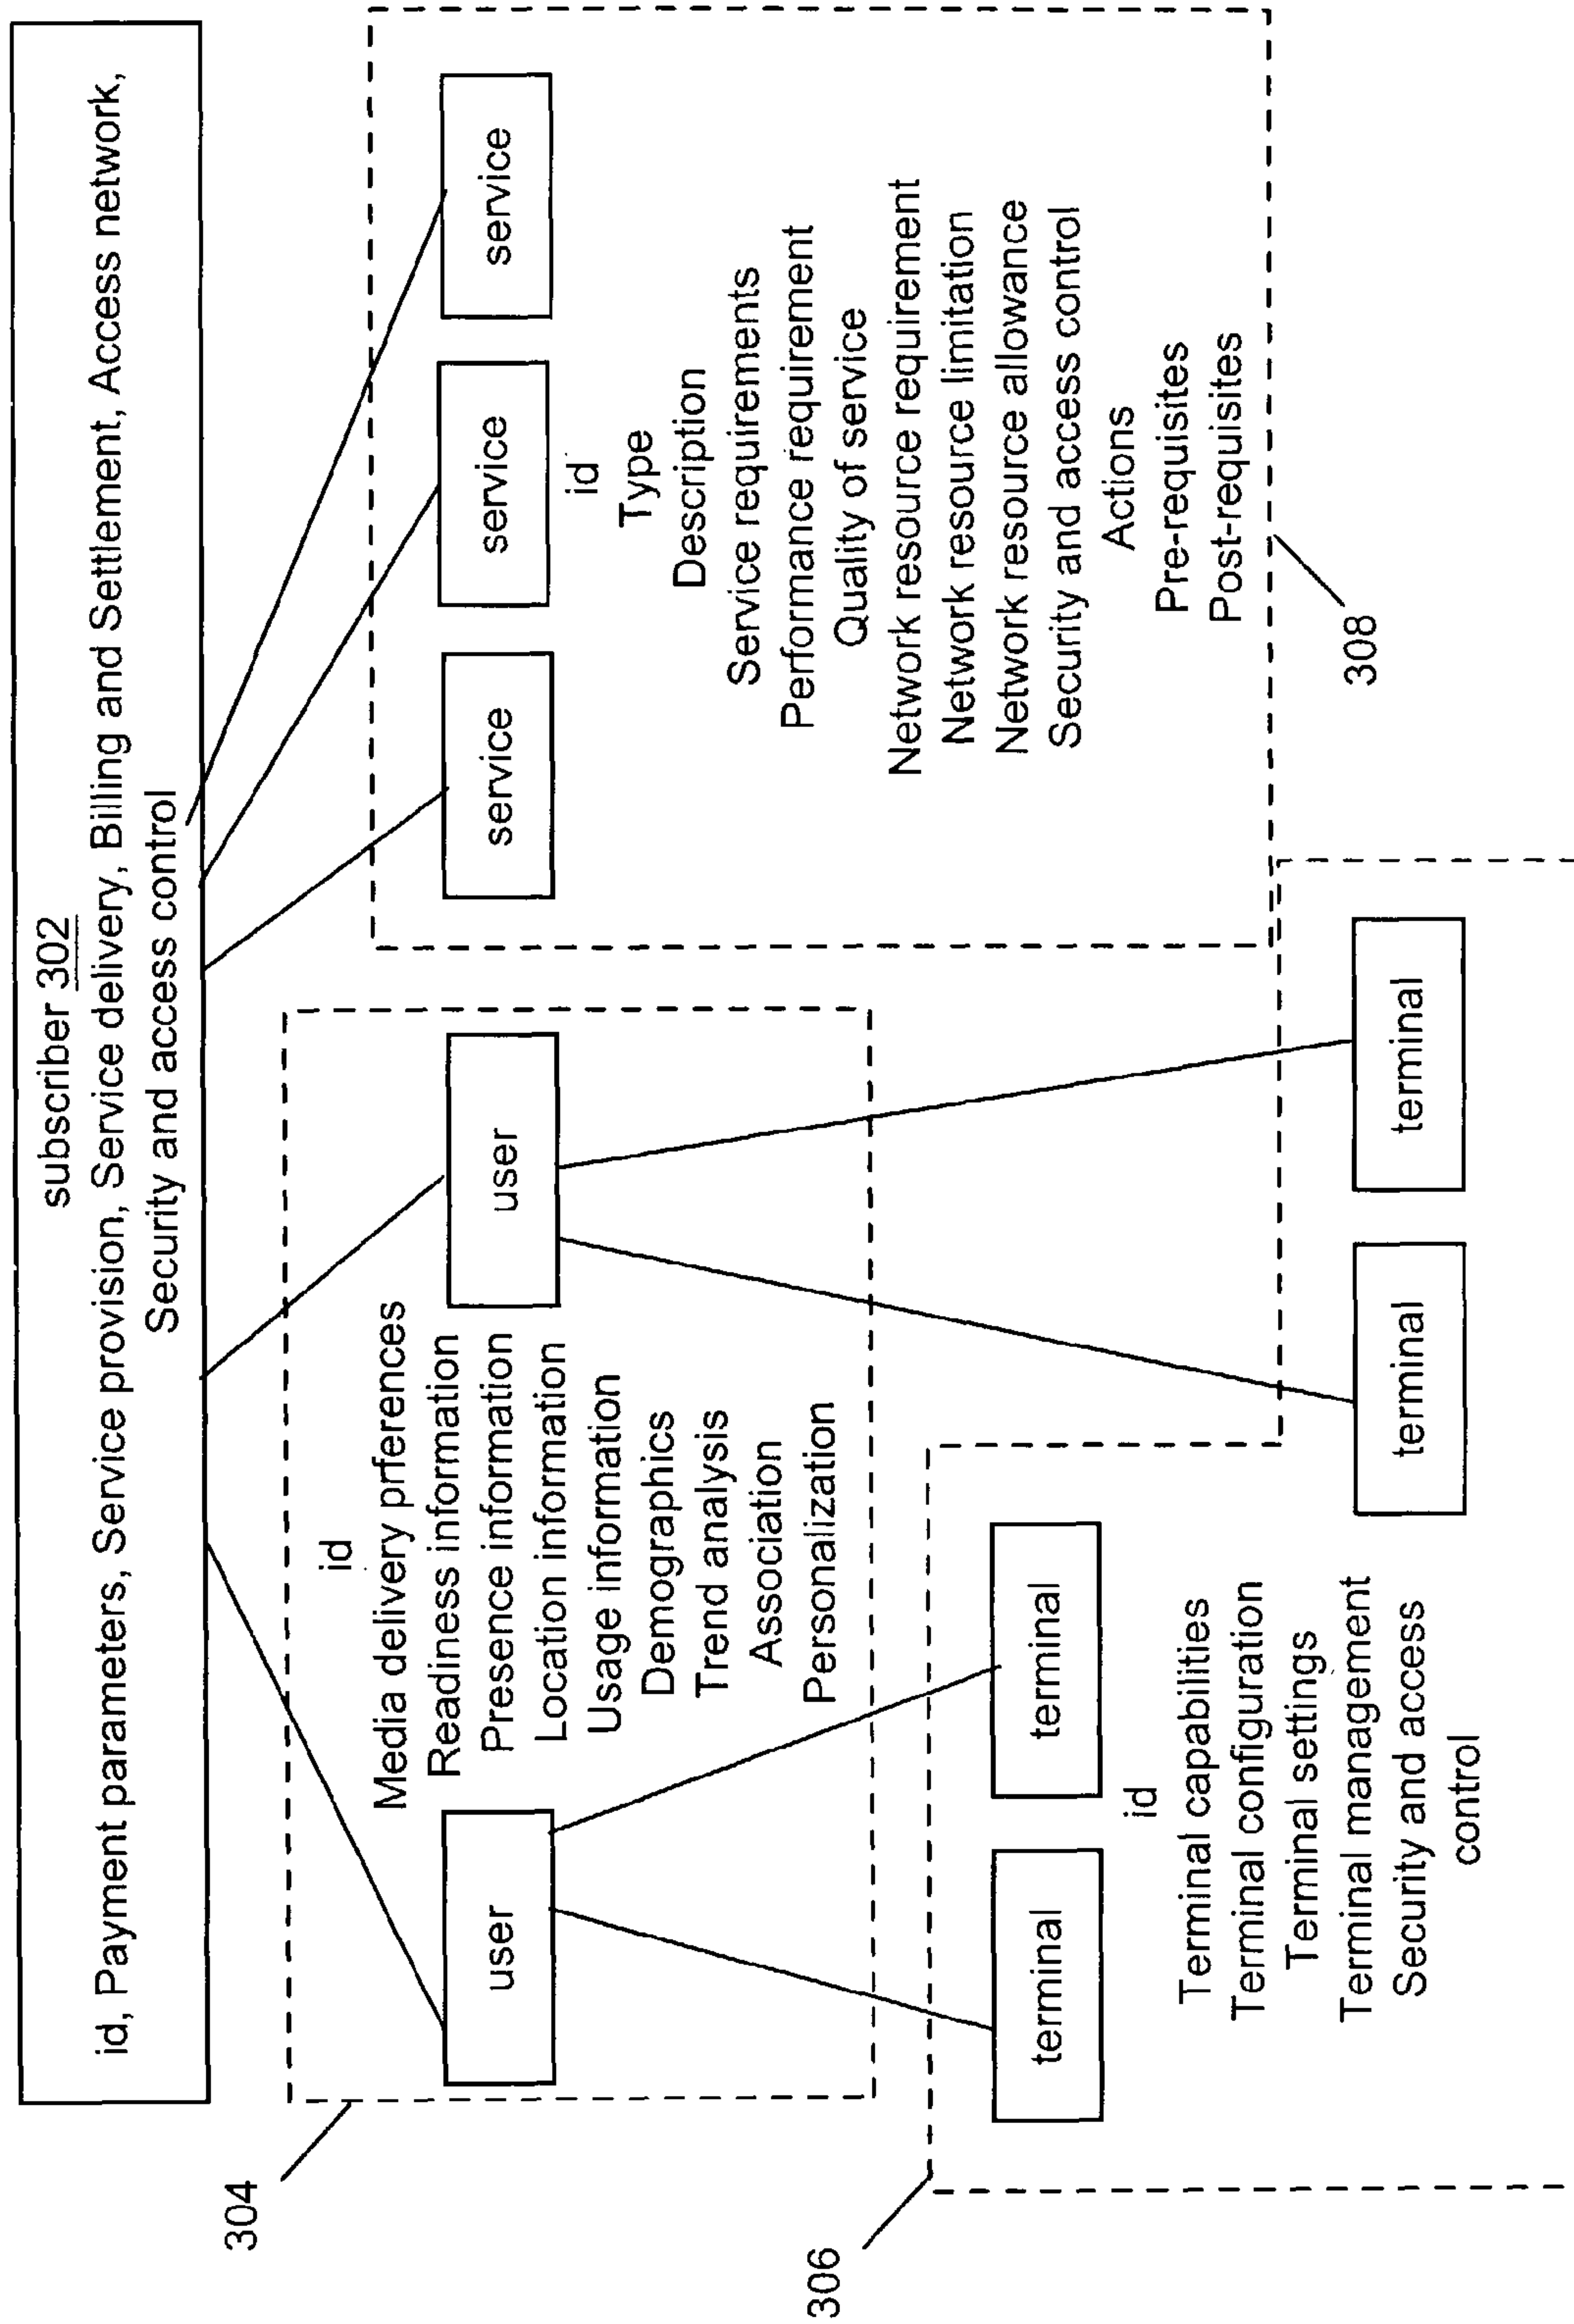 subscriber 302
id, Payment parameters, Service provision, Service delivery, Billing and Settlement, Access network,
Security and access control
304
id
Media delivery prferences
Readiness information
Presence information
Location information
Usage information
Demographics
Trend analysis
Association
Personalization
user
user
service
service
service
id
Type
Description
Service requirements
Performance requirement
Quality of service
Network resource requirement
Network resource limitation
Network resource allowance
Security and access control
Actions
Pre-requisites
Post-requisites
308
306
terminal
terminal
id
Terminal capabilities
Terminal configuration
Terminal settings
Terminal management
Security and access
control
terminal
terminal